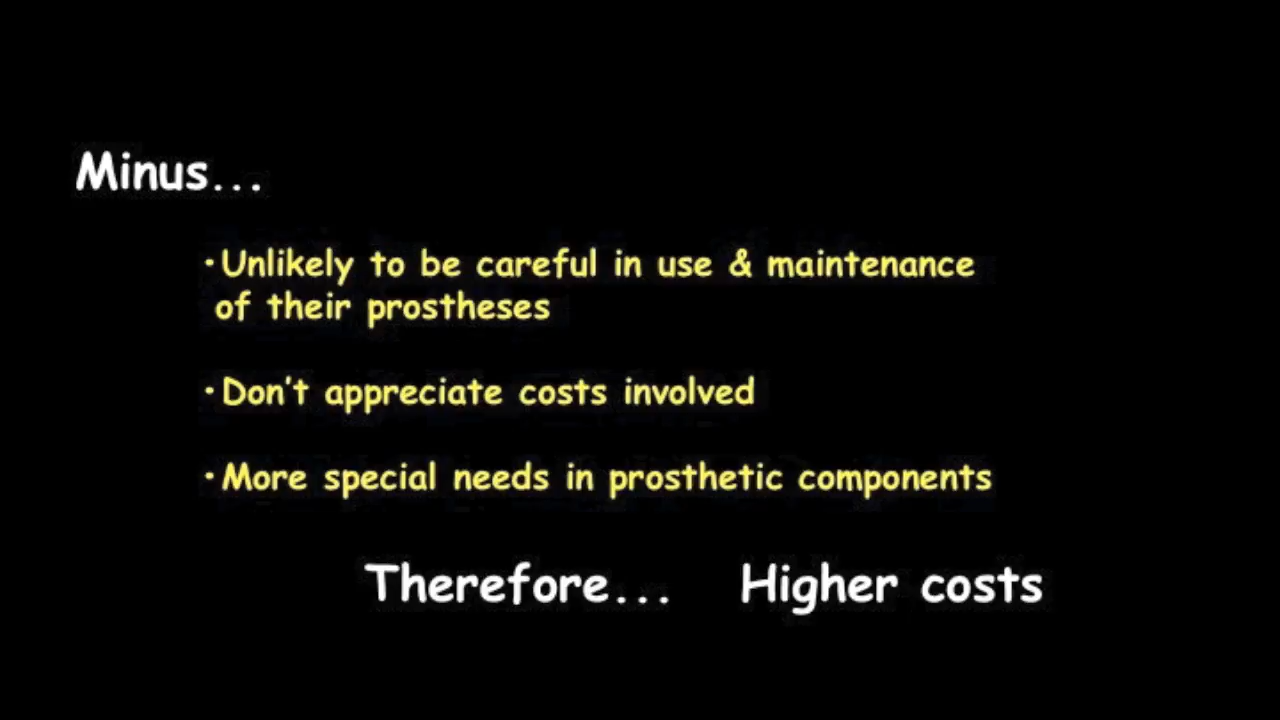 Minus...
·Unlikely to be careful in use & maintenance
of their prostheses
·Don't appreciate costs involved
·More special needs in prosthetic components
Therefore... Higher costs